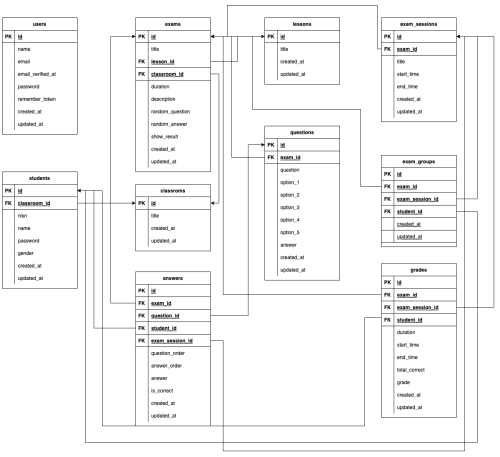 users
PK id
name
email
email_verified_at
password
remember_token
created_at
updated_at
exams
PK id
title
FK lesson_id
FK classroom_id
duration
description
random_question
random_answer
show_result
created_at
updated_at
lessons
PK id
title
created_at
updated_at
exam_sessions
PK id
FK exam_id
title
start_time
end_time
created_at
updated_at
questions
PK id
FK exam_id
question
option_1
option_2
option_3
option_4
option_5
answer
created_at
updated_at
exam_groups
PK id
FK exam_id
FK exam_session_id
FK student_id
created_at
updated_at
students
PK id
FK classroom_id
nisn
name
password
gender
created_at
updated_at
classroms
PK id
title
created_at
updated_at
answers
PK id
FK exam_id
FK question_id
FK student_id
FK exam_session_id
question_order
answer_order
answer
is_correct
created_at
updated_at
grades
PK id
FK exam_id
FK exam_session_id
FK student_id
duration
start_time
end_time
total_correct
grade
created_at
updated_at